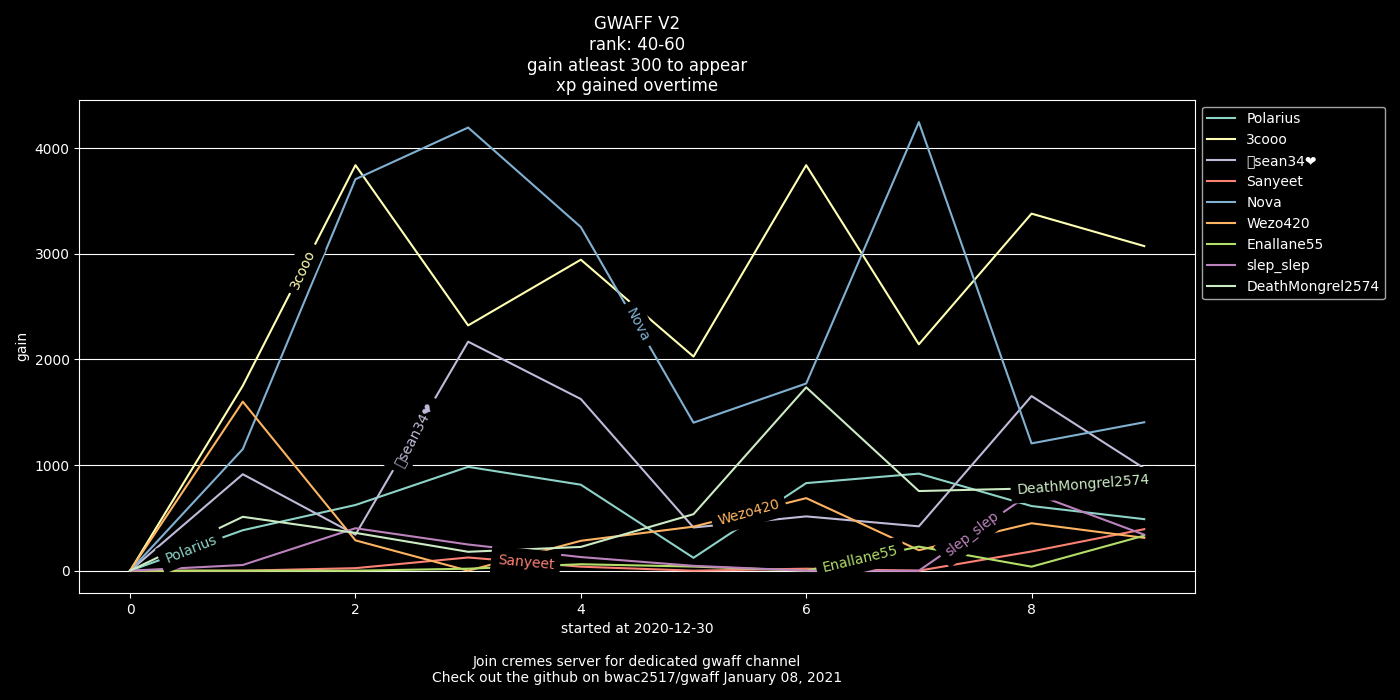 GWAFF V2
rank: 40-60
gain atleast 300 to appear
xp gained overtime
4000
3000
2000
1000
0
gain
0
2
4
6
8
started at 2020-12-30
Polarius
3cooo
▯sean34❤
Sanyeet
Nova
Wezo420
Enallane55
slep_slep
DeathMongrel2574
Polarius
3cooo
▯sean34❤
Sanyeet
Nova
Wezo420
Enallane55
slep_slep
DeathMongrel2574
Join cremes server for dedicated gwaff channel
Check out the github on bwac2517/gwaff January 08, 2021